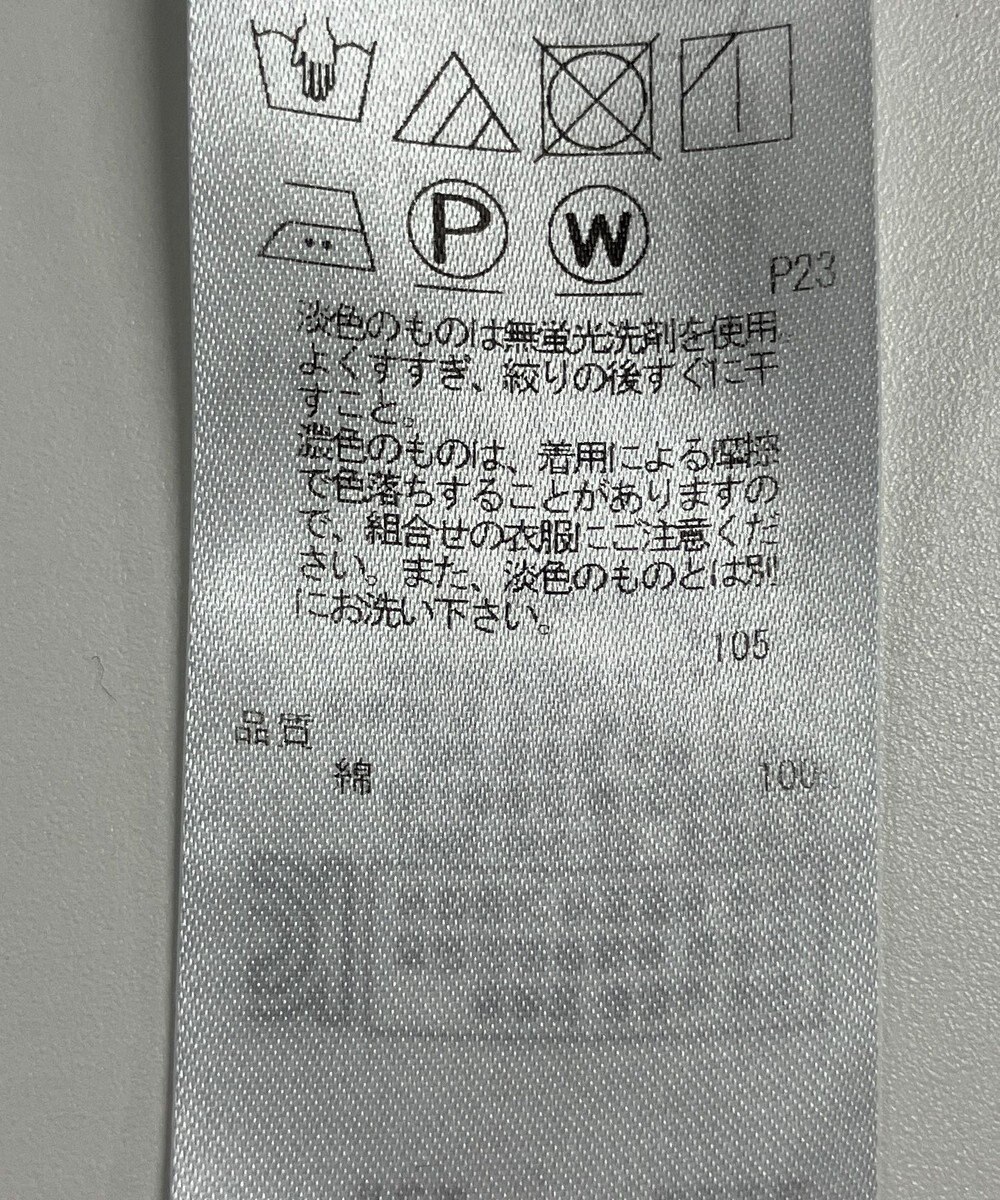 P
W
P23
淡色のものは無蛍光洗剤を使用
よくすすぎ、絞りの後すぐに干
すこと。
濃色のものは、着用による摩擦
で色落ちすることがありますの
で、組合せの衣服にご注意くだ
さい。また、淡色のものとは別
にお洗い下さい。
105
品質
綿 100